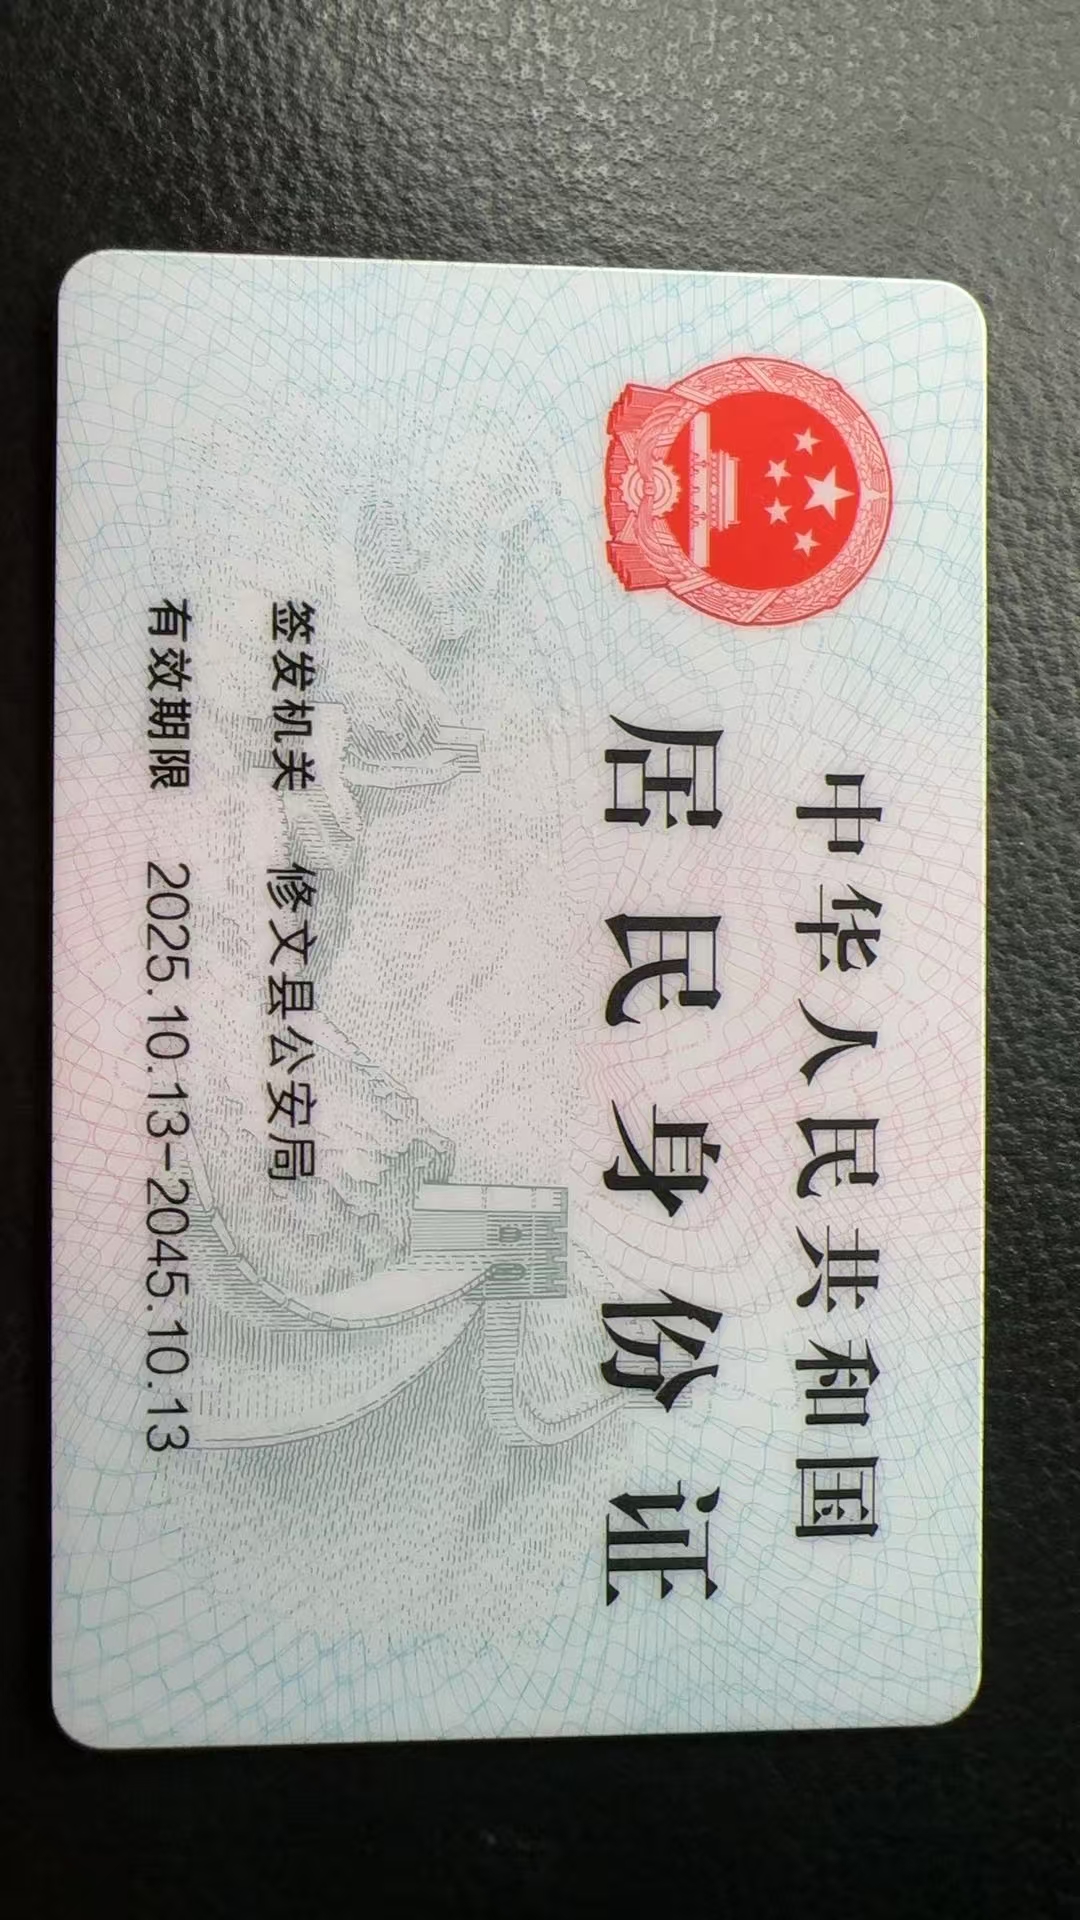 中华人民共和国
居民身份证
签发机关 修文县公安局
有效期限 2025.10.13-2045.10.13